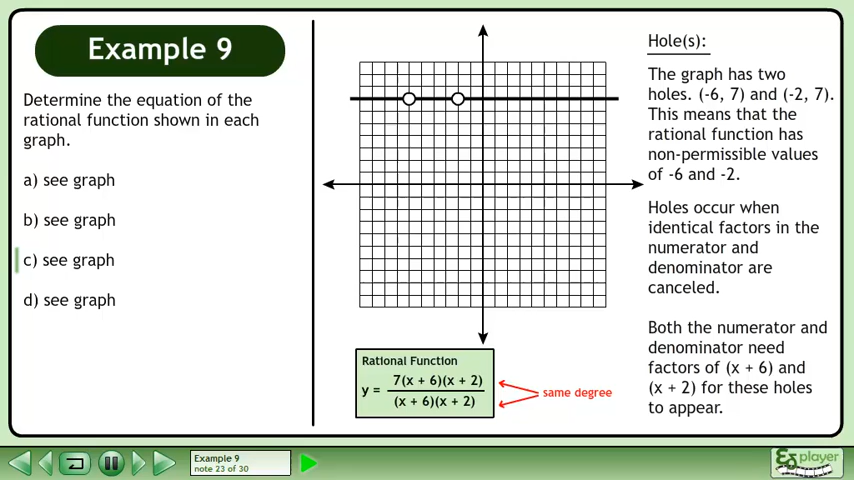 Example 9
Determine the equation of the
rational function shown in each
graph.
a) see graph
b) see graph
c) see graph
d) see graph
Rational Function
y = 7(x + 6)(x + 2)
(x + 6)(x + 2)
same degree
Hole(s):
The graph has two
holes. (-6, 7) and (-2, 7).
This means that the
rational function has
non-permissible values
of -6 and -2.
Holes occur when
identical factors in the
numerator and
denominator are
canceled.
Both the numerator and
denominator need
factors of (x + 6) and
(x + 2) for these holes
to appear.
Example 9
note 23 of 30
player